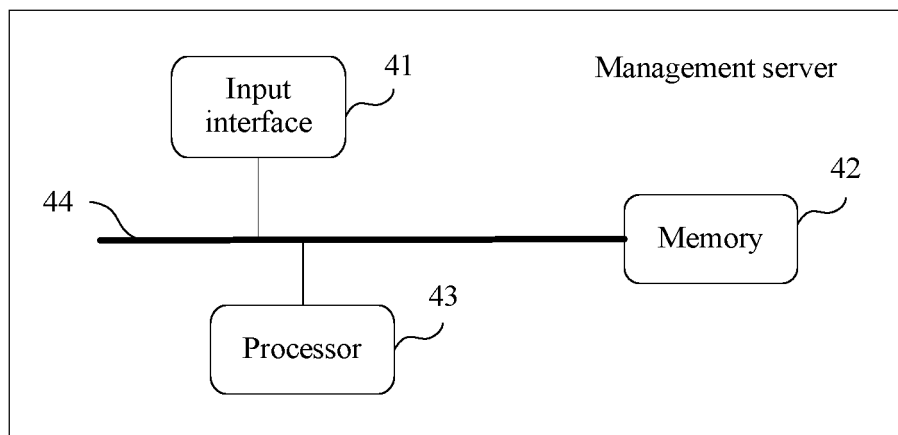 41
Input
interface
Management server
42
44
Memory
43
Processor